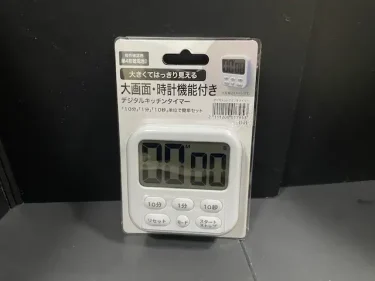 大きくてはっきり見える
大画面・時計機能付き
デジタルキッチンタイマー
"10分","1分","10秒"単位で簡単セット
00 00
10分 1分 10秒
リセット モード スタート
ストップ